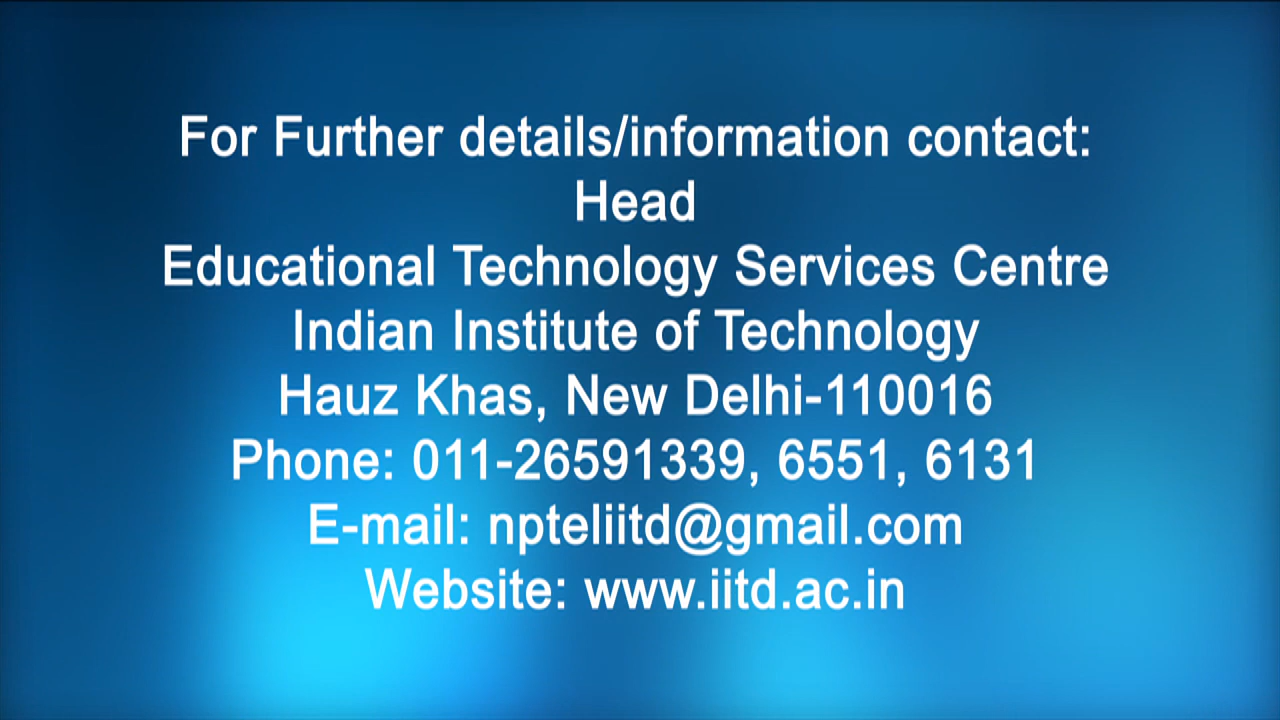 For Further details/information contact:
Head
Educational Technology Services Centre
Indian Institute of Technology
Hauz Khas, New Delhi-110016
Phone: 011-26591339, 6551, 6131
E-mail: npteliitd@gmail.com
Website: www.iitd.ac.in